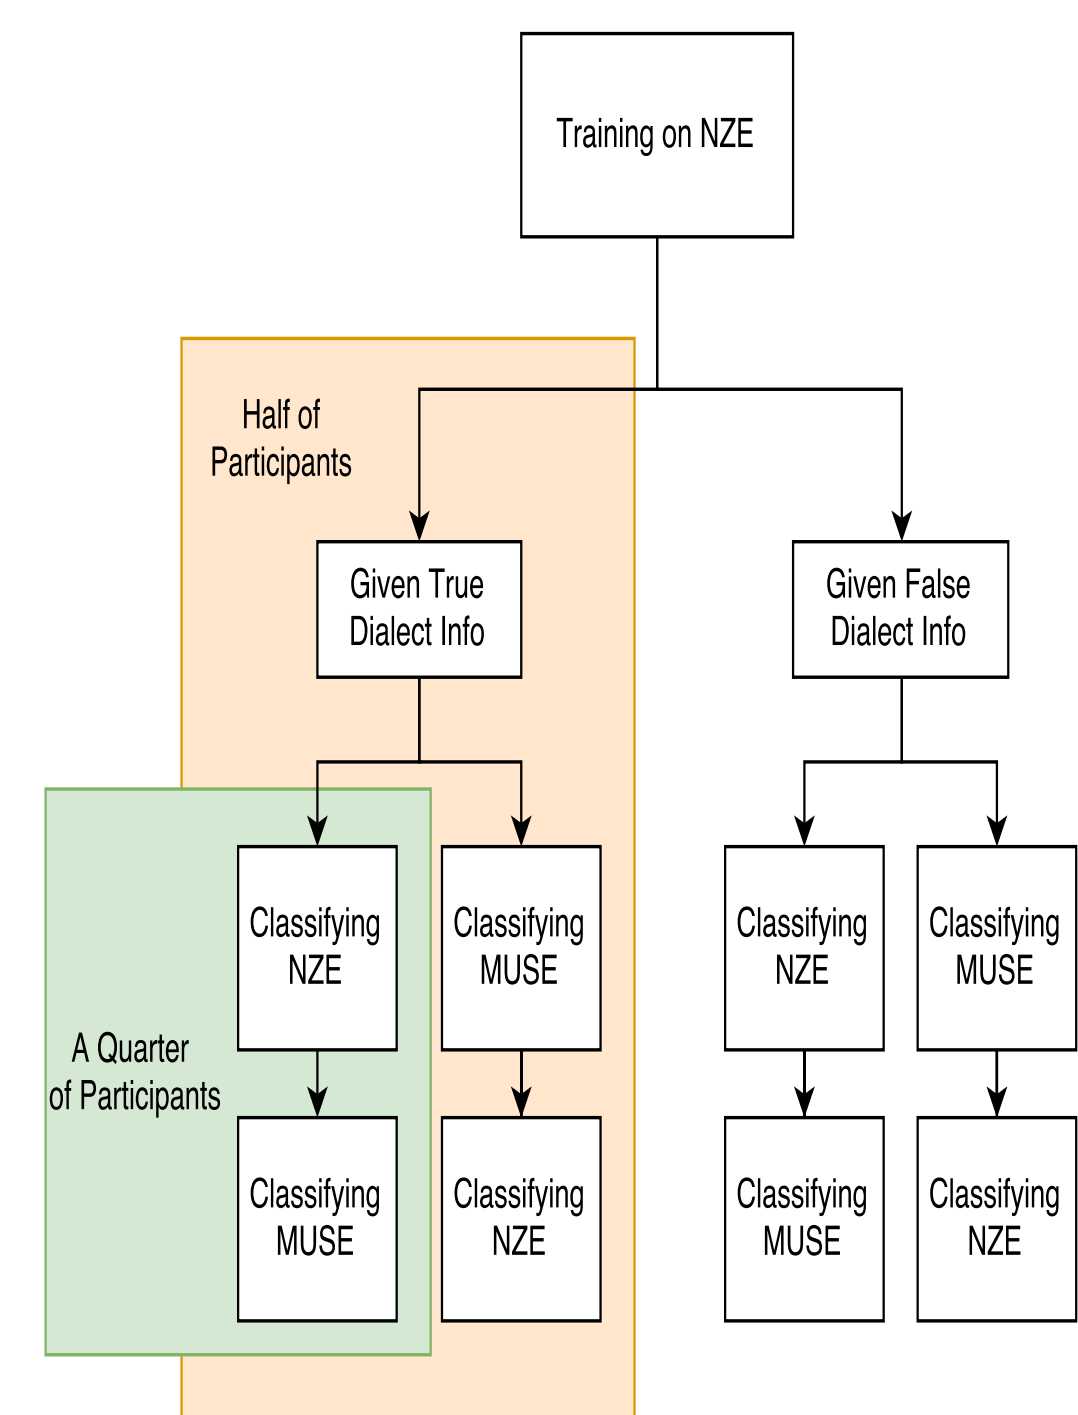 Training on NZE
Half of
Participants
Given True
Dialect Info
Given False
Dialect Info
Classifying
NZE
Classifying
MUSE
Classifying
NZE
Classifying
MUSE
A Quarter
of Participants
Classifying
MUSE
Classifying
NZE
Classifying
MUSE
Classifying
NZE